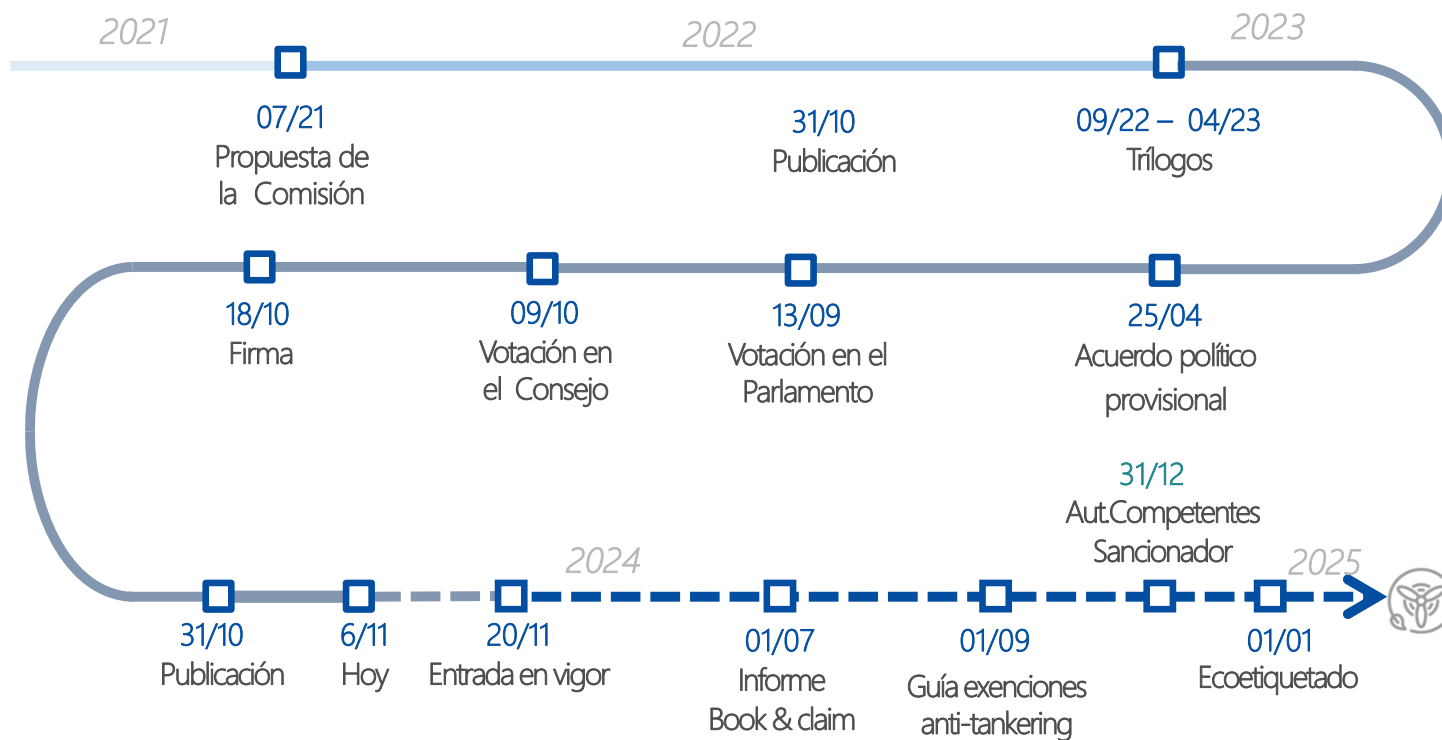 2021
2022
2023
07/21
Propuesta de
la Comisión
31/10
Publicación
09/22 – 04/23
Trílogos
18/10
Firma
09/10
Votación en
el Consejo
13/09
Votación en el
Parlamento
25/04
Acuerdo político
provisional
31/12
Aut.Competentes
Sancionador
2024
2025
31/10
Publicación
6/11
Hoy
20/11
Entrada en vigor
01/07
Informe
Book & claim
01/09
Guía exenciones
anti-tankering
01/01
Ecoetiquetado